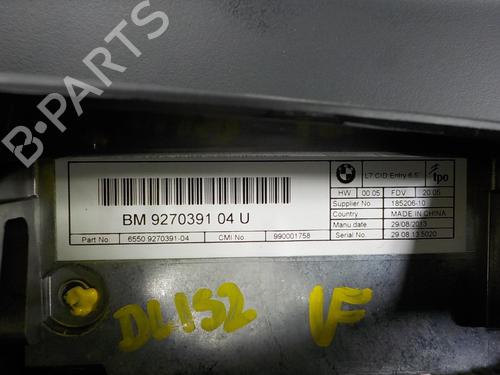 B-PARTS
L7 CID Entry 6.5"
tpo
HW 00 05 FDV 20.05
BM 9270391 04 U
Supplier No 185206-10
Country MADE IN CHINA
Manu date 29/08/2013
Part No 6550 9270391-04 CMI No 990001758
Serial No. 29 08 13 5020
DL152 VF